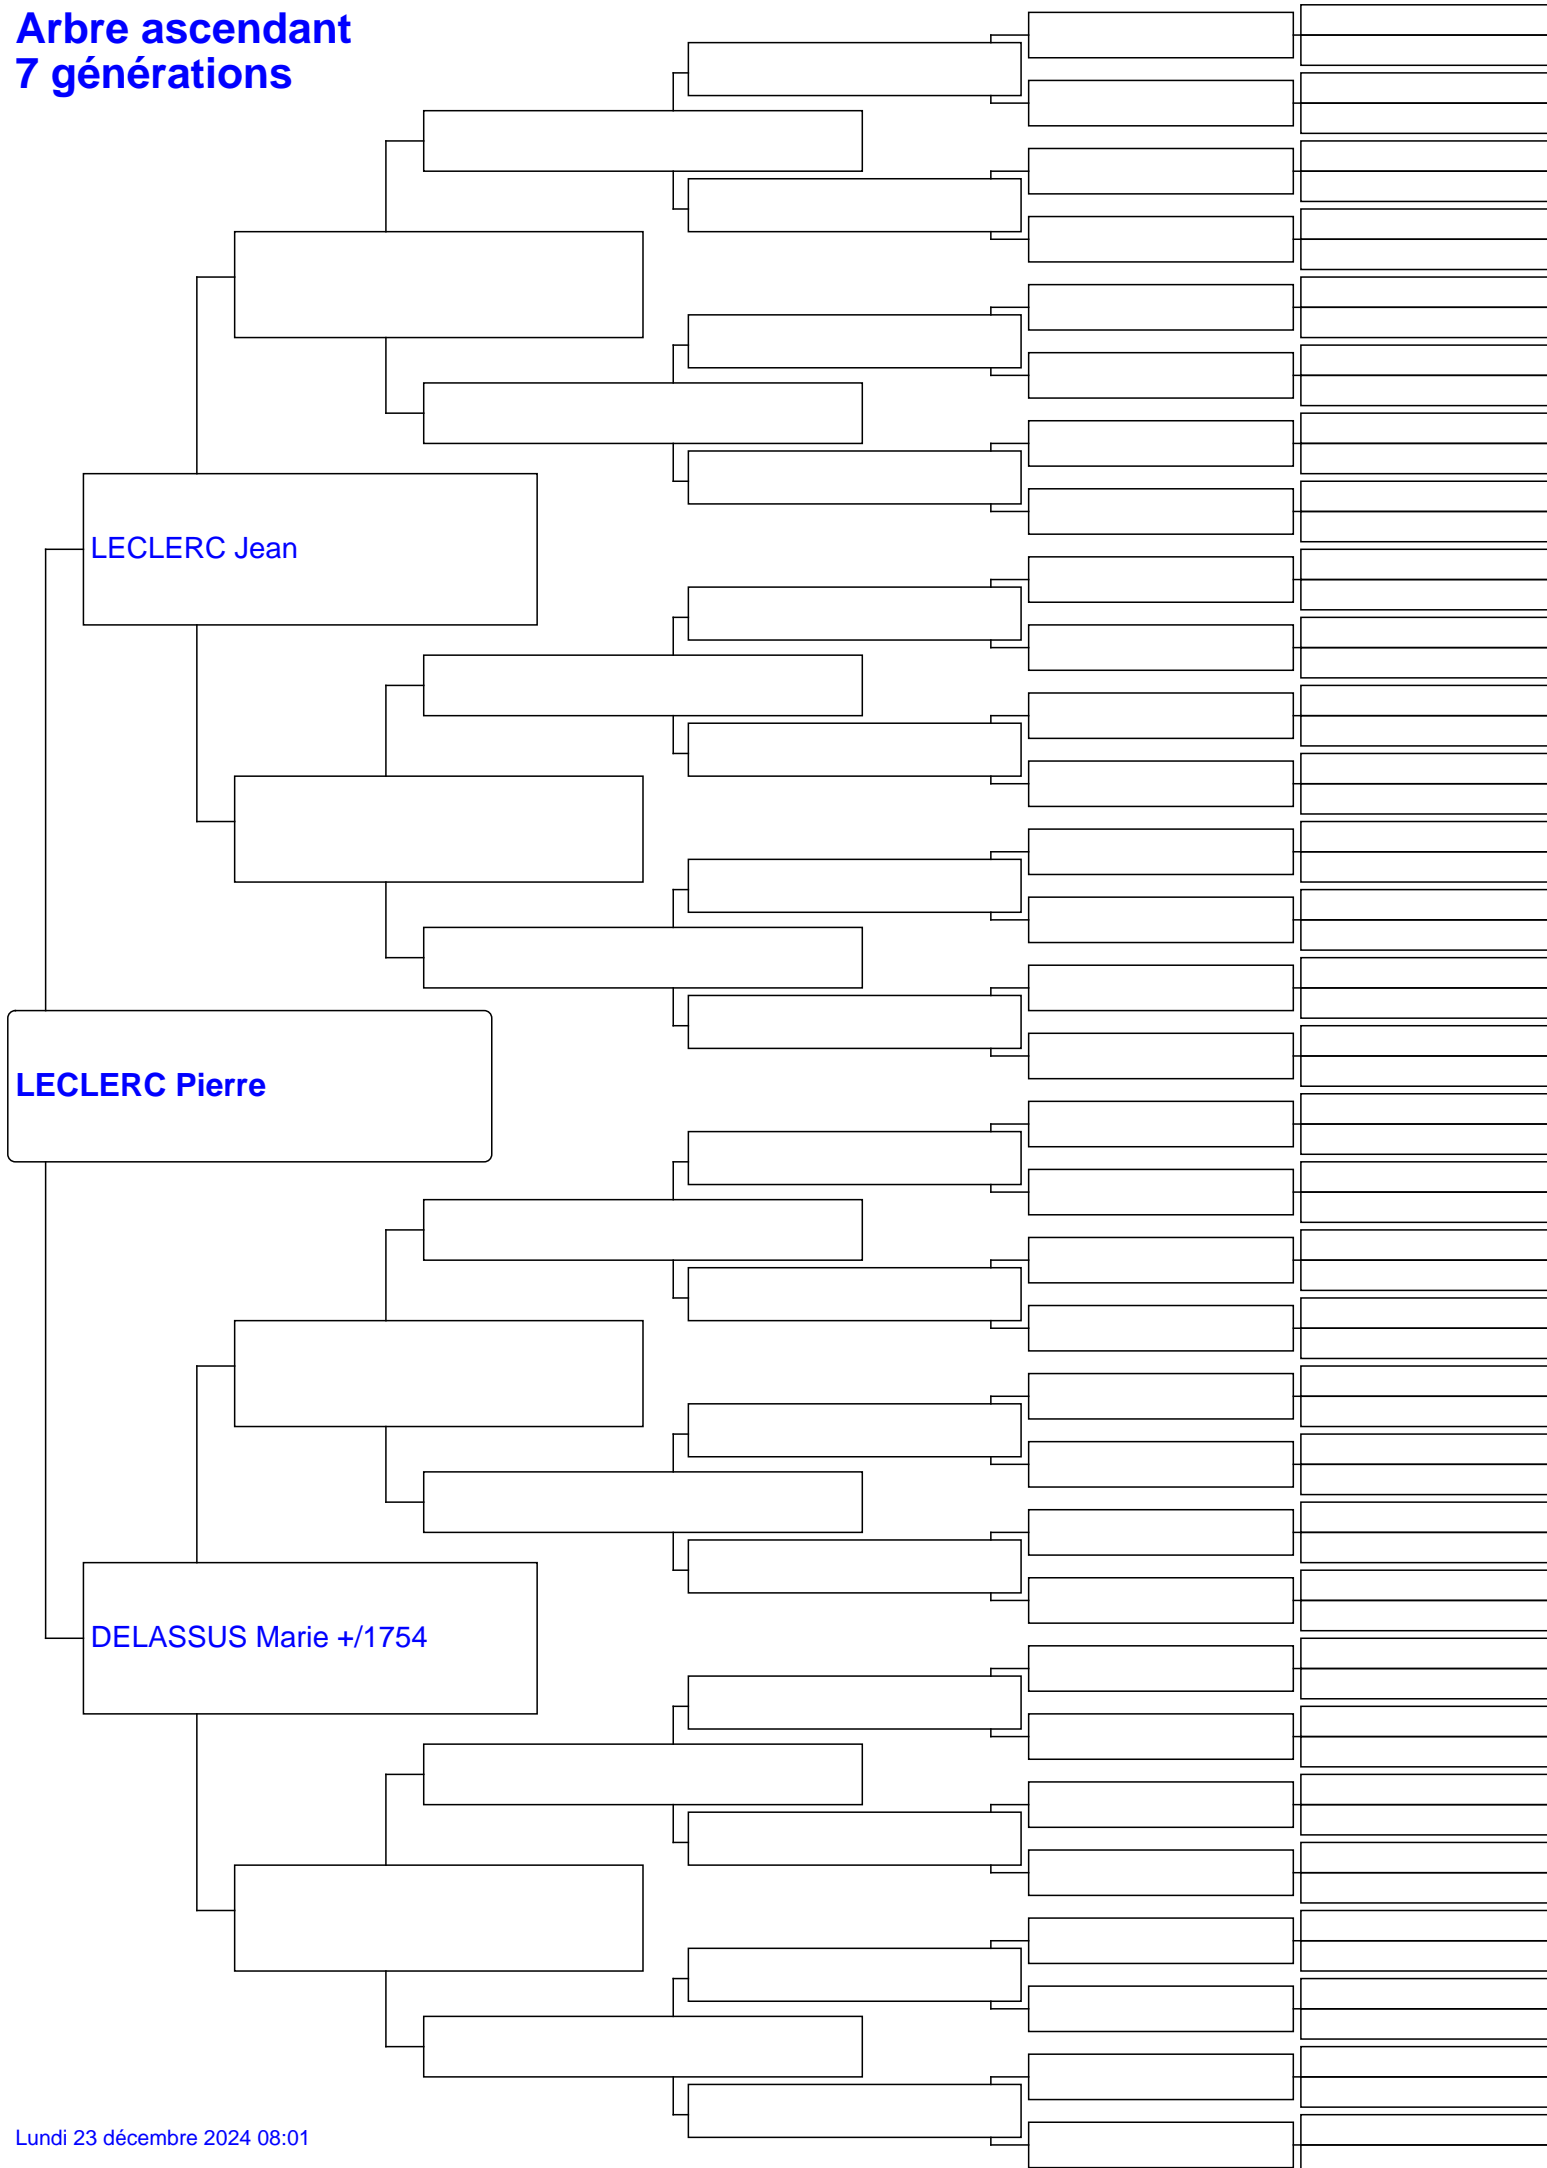 Arbre ascendant
7 générations
LECLERC Jean
LECLERC Pierre
DELASSUS Marie +/1754
Lundi 23 décembre 2024 08:01